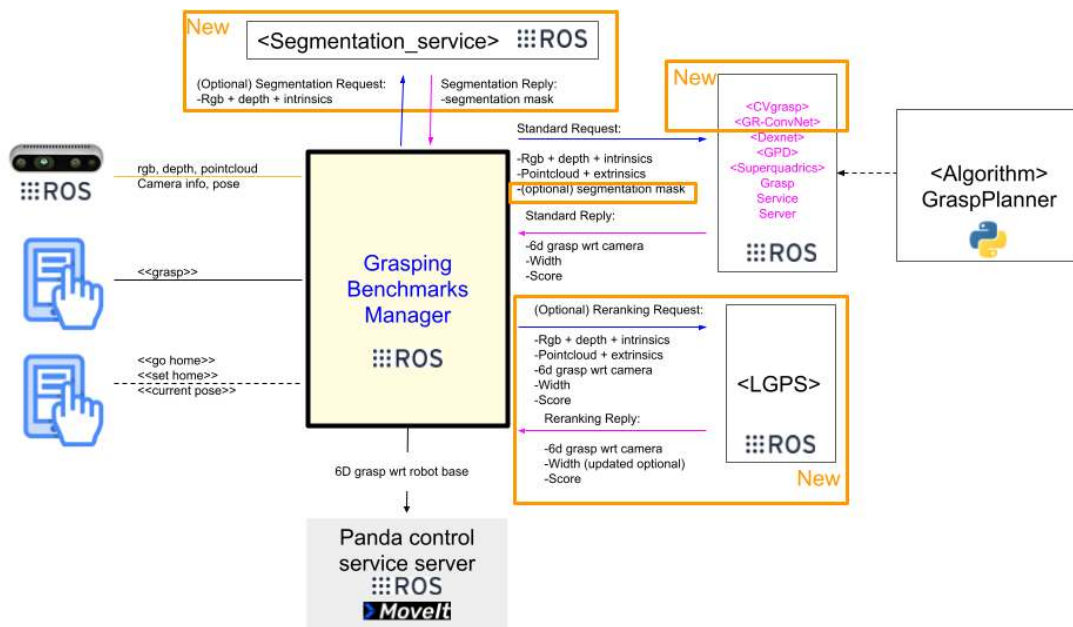 New
<Segmentation_service>
ROS
(Optional) Segmentation Request:
-Rgb + depth + intrinsics
Segmentation Reply:
-segmentation mask
New
<CVgrasp>
<GR-ConvNet>
<Dexnet>
<GPD>
<Superquadrics>
Grasp
Service
Server
ROS
Standard Request:
-Rgb + depth + intrinsics
-Pointcloud + extrinsics
-(optional) segmentation mask
Standard Reply:
-6d grasp wrt camera
-Width
-Score
<Algorithm>
GraspPlanner
ROS
rgb, depth, pointcloud
Camera info, pose
<<grasp>>
<<go home>>
<<set home>>
<<current pose>>
Grasping
Benchmarks
Manager
ROS
(Optional) Reranking Request:
-Rgb + depth + intrinsics
-Pointcloud + extrinsics
-6d grasp wrt camera
-Width
-Score
Reranking Reply:
-6d grasp wrt camera
-Width (updated optional)
-Score
<LGPS>
ROS
New
6D grasp wrt robot base
Panda control
service server
ROS
MoveIt